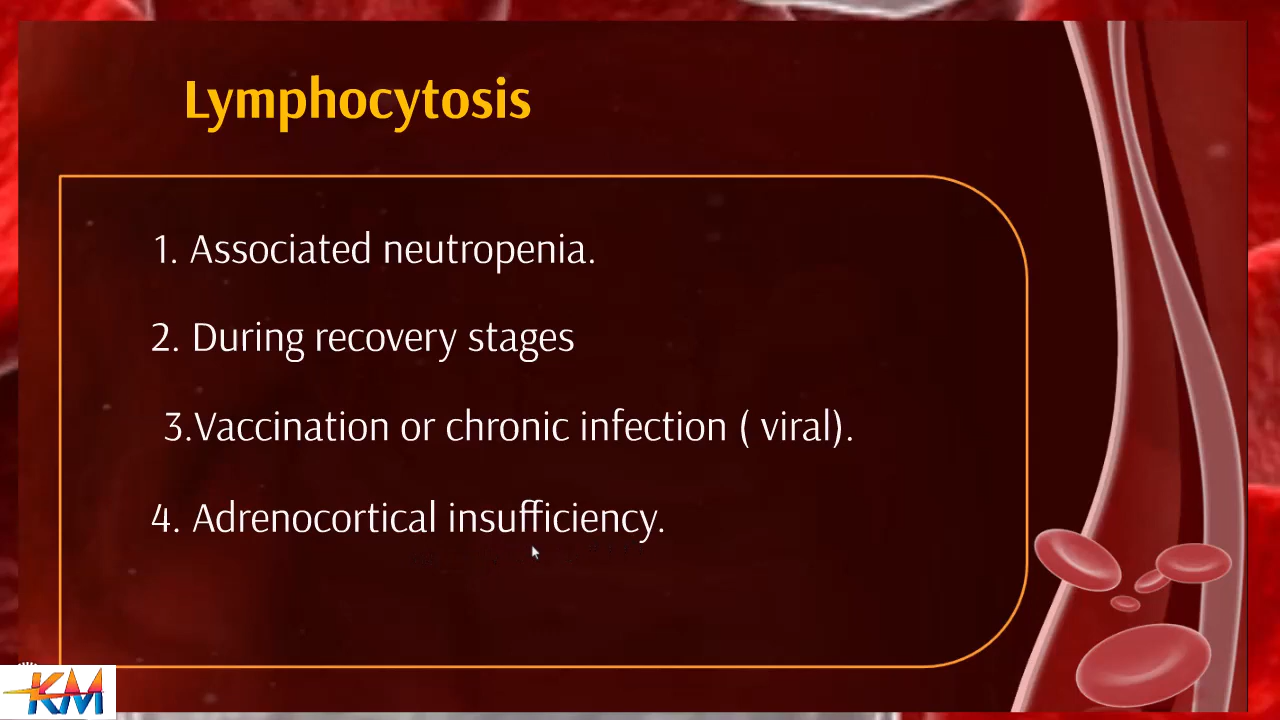 Lymphocytosis
1. Associated neutropenia.
2. During recovery stages
3.Vaccination or chronic infection ( viral).
4. Adrenocortical insufficiency.
KM